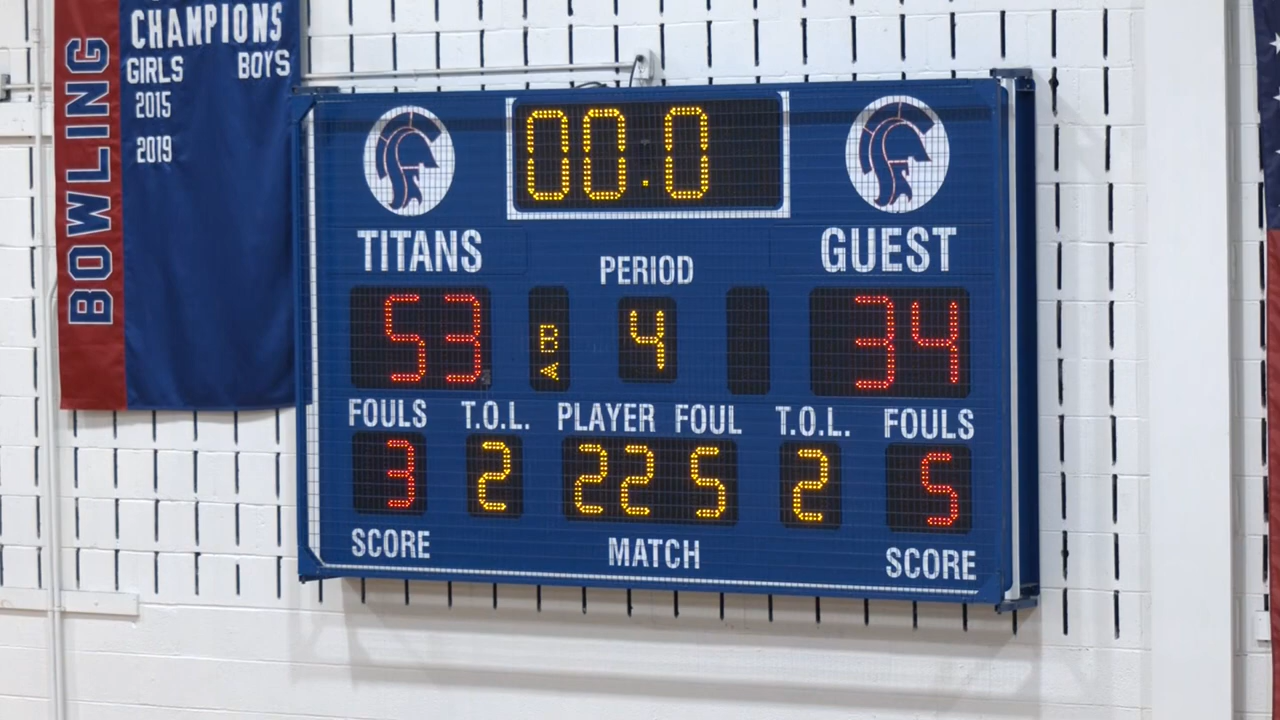 CHAMPIONS
GIRLS BOYS
2015
2019
BOWLING
00.0
TITANS GUEST
PERIOD
53 4 34
FOULS T.O.L. PLAYER FOUL T.O.L. FOULS
3 2 22 5 2 5
SCORE MATCH SCORE